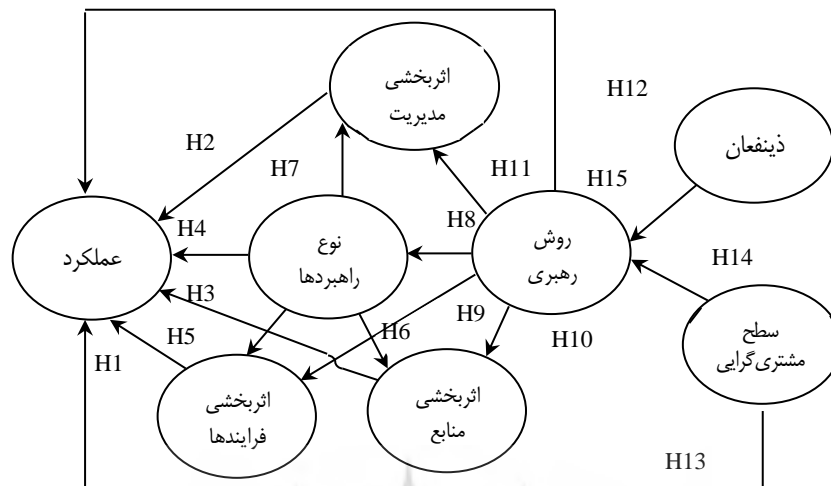 اثربخشی
مدیریت
H12
ذینفعان
H2
H7
H11
H15
H4
H8
عملکرد
نوع
راهبردها
روش
رهبری
H14
H3
H9
H6
H10
H5
H1
سطح
مشتری‌گرایی
اثربخشی
فرایندها
اثربخشی
منابع
H13